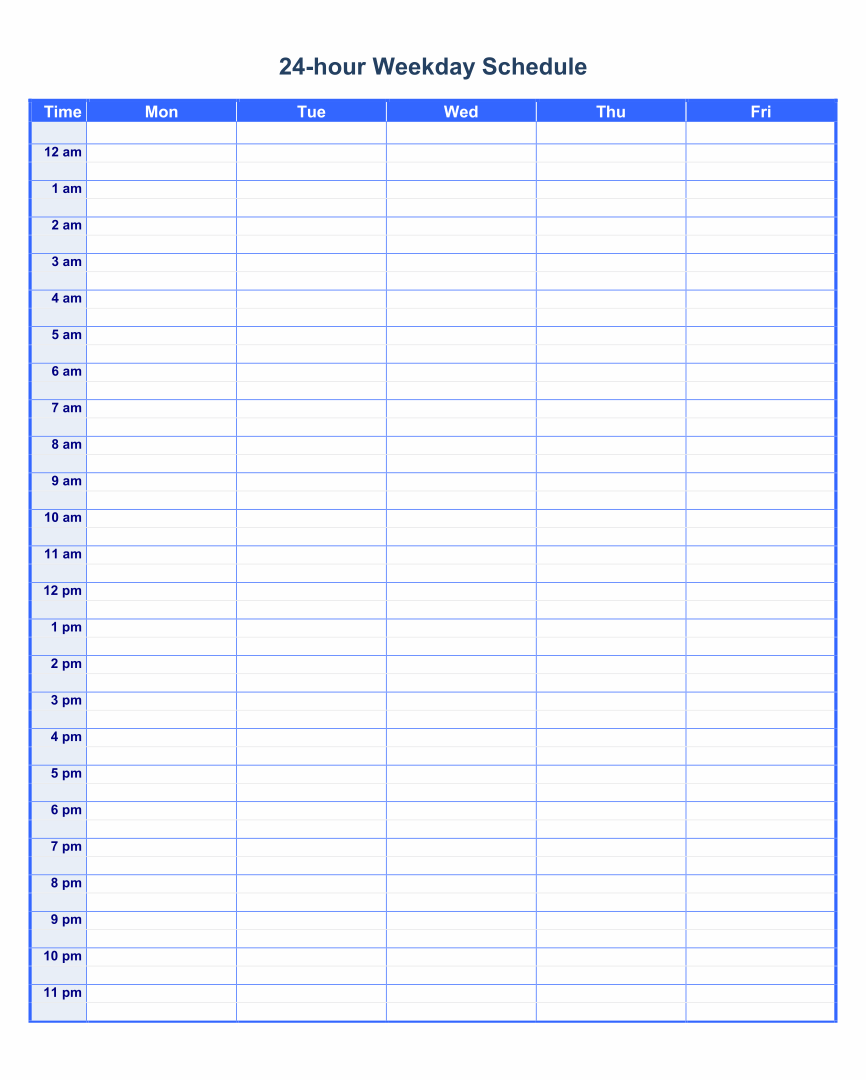 24-hour Weekday Schedule
Time Mon Tue Wed Thu Fri
12 am
1 am
2 am
3 am
4 am
5 am
6 am
7 am
8 am
9 am
10 am
11 am
12 pm
1 pm
2 pm
3 pm
4 pm
5 pm
6 pm
7 pm
8 pm
9 pm
10 pm
11 pm